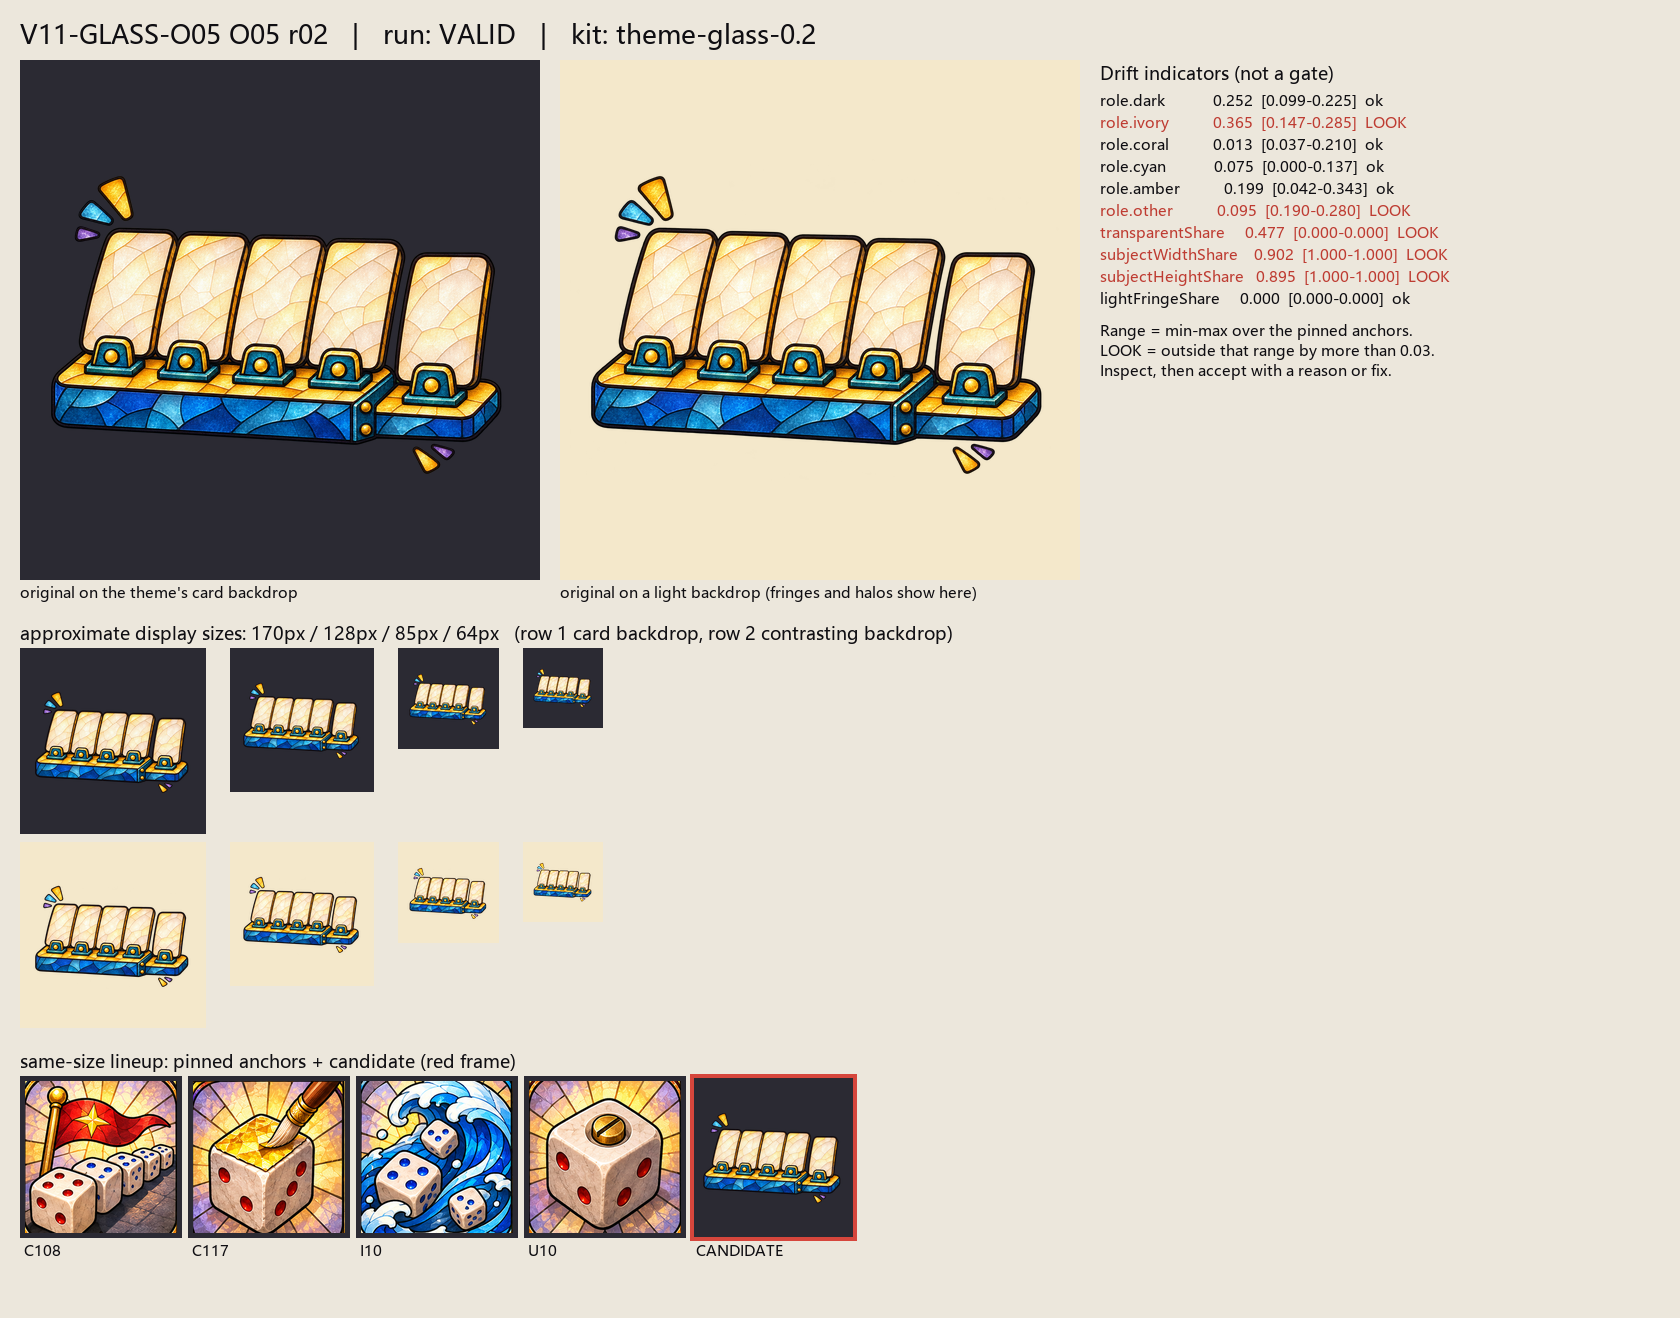 V11-GLASS-O05 O05 r02   |   run: VALID   |   kit: theme-glass-0.2
Drift indicators (not a gate)
role.dark 0.252 [0.099-0.225] ok
role.ivory 0.365 [0.147-0.285] LOOK
role.coral 0.013 [0.037-0.210] ok
role.cyan 0.075 [0.000-0.137] ok
role.amber 0.199 [0.042-0.343] ok
role.other 0.095 [0.190-0.280] LOOK
transparentShare 0.477 [0.000-0.000] LOOK
subjectWidthShare 0.902 [1.000-1.000] LOOK
subjectHeightShare 0.895 [1.000-1.000] LOOK
lightFringeShare 0.000 [0.000-0.000] ok
Range = min-max over the pinned anchors.
LOOK = outside that range by more than 0.03.
Inspect, then accept with a reason or fix.
original on the theme's card backdrop
original on a light backdrop (fringes and halos show here)
approximate display sizes: 170px / 128px / 85px / 64px   (row 1 card backdrop, row 2 contrasting backdrop)
same-size lineup: pinned anchors + candidate (red frame)
C108
C117
I10
U10
CANDIDATE